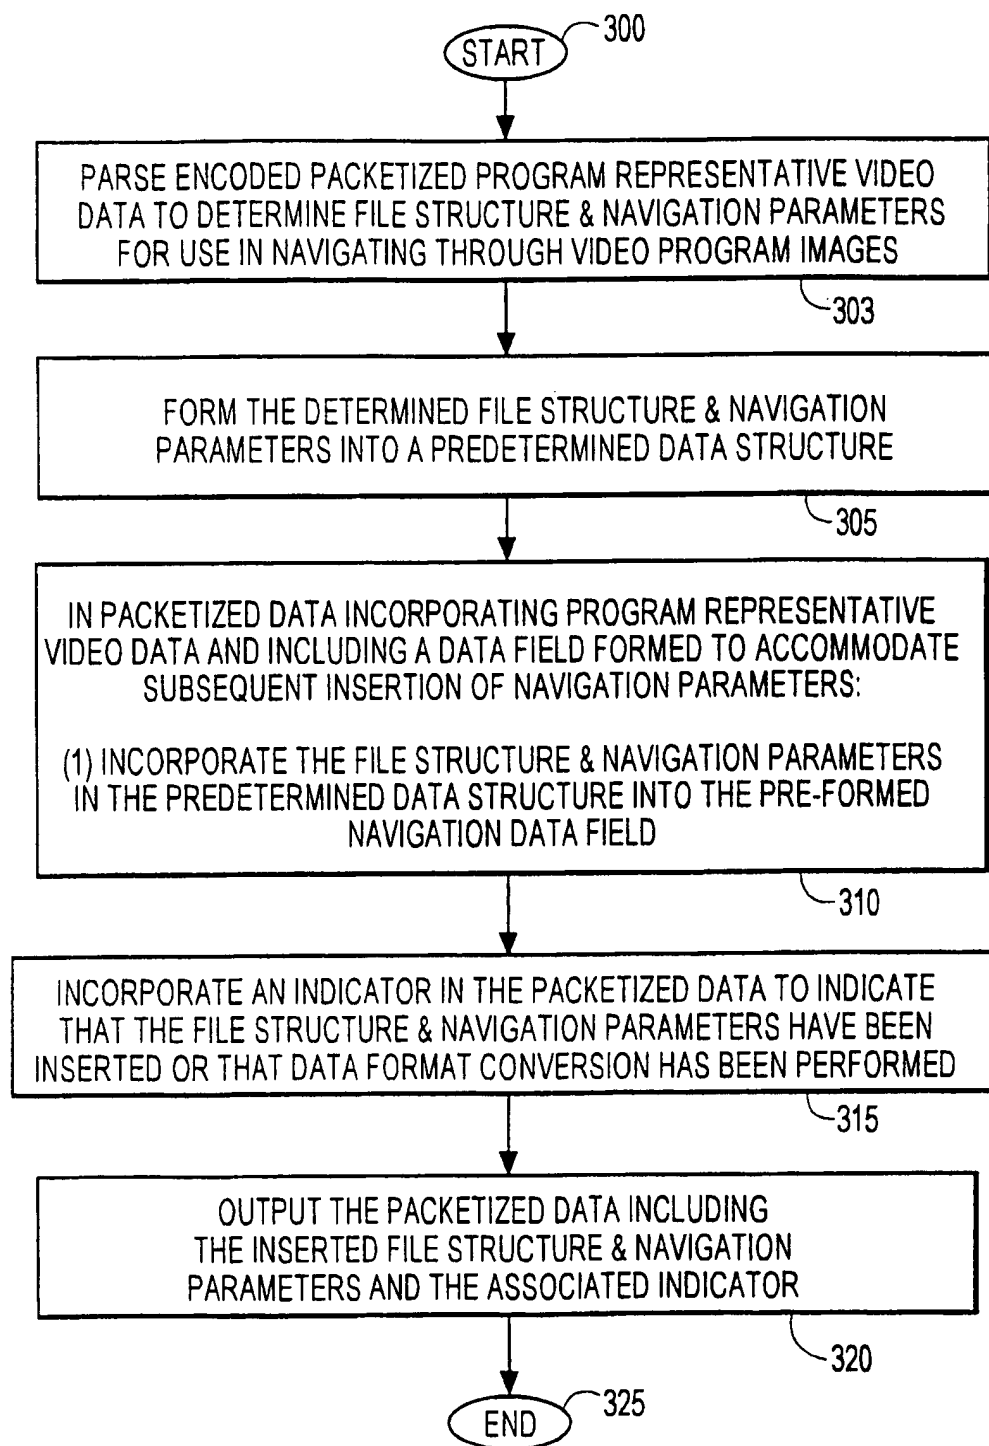 START
300
PARSE ENCODED PACKETIZED PROGRAM REPRESENTATIVE VIDEO
DATA TO DETERMINE FILE STRUCTURE & NAVIGATION PARAMETERS
FOR USE IN NAVIGATING THROUGH VIDEO PROGRAM IMAGES
303
FORM THE DETERMINED FILE STRUCTURE & NAVIGATION
PARAMETERS INTO A PREDETERMINED DATA STRUCTURE
305
IN PACKETIZED DATA INCORPORATING PROGRAM REPRESENTATIVE
VIDEO DATA AND INCLUDING A DATA FIELD FORMED TO ACCOMMODATE
SUBSEQUENT INSERTION OF NAVIGATION PARAMETERS:
(1) INCORPORATE THE FILE STRUCTURE & NAVIGATION PARAMETERS
IN THE PREDETERMINED DATA STRUCTURE INTO THE PRE-FORMED
NAVIGATION DATA FIELD
310
INCORPORATE AN INDICATOR IN THE PACKETIZED DATA TO INDICATE
THAT THE FILE STRUCTURE & NAVIGATION PARAMETERS HAVE BEEN
INSERTED OR THAT DATA FORMAT CONVERSION HAS BEEN PERFORMED
315
OUTPUT THE PACKETIZED DATA INCLUDING
THE INSERTED FILE STRUCTURE & NAVIGATION
PARAMETERS AND THE ASSOCIATED INDICATOR
320
END
325